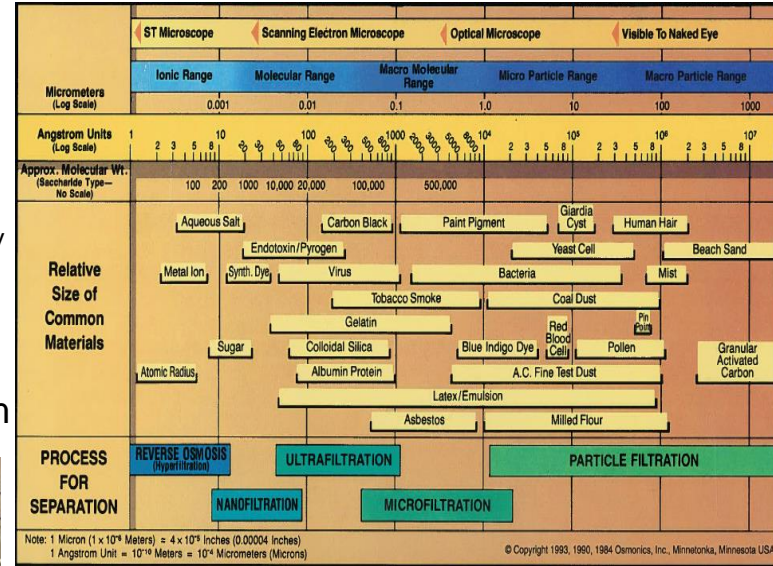 ST Microscope Scanning Electron Microscope Optical Microscope Visible To Naked Eye
Ionic Range Molecular Range Macro Molecular Range Micro Particle Range Macro Particle Range
Micrometers
(Log Scale)
0.001 0.01 0.1 1.0 10 100 1000
Angstrom Units
(Log Scale)
1 10 100 1000 10⁴ 10⁵ 10⁶ 10⁷
2 3 5 8 20 30 50 80 200 300 500 800 2000 3000 5000 8000 2 3 5 8 2 3 5 8 2 3 5 8
Approx. Molecular Wt.
(Saccharide Type—
No Scale)
100 200 1000 10,000 20,000 100,000 500,000
Relative
Size of
Common
Materials
Aqueous Salt Carbon Black Paint Pigment Giardia Cyst Human Hair
Endotoxin/Pyrogen Yeast Cell Beach Sand
Metal Ion Synth. Dye Virus Bacteria Mist
Tobacco Smoke Coal Dust
Gelatin Pin Point
Sugar Colloidal Silica Blue Indigo Dye Red Blood Cell Pollen Granular Activated Carbon
Atomic Radius Albumin Protein A.C. Fine Test Dust
Latex/Emulsion
Asbestos Milled Flour
PROCESS
FOR
SEPARATION
REVERSE OSMOSIS
(Hyperfiltration)
ULTRAFILTRATION PARTICLE FILTRATION
NANOFILTRATION MICROFILTRATION
Note: 1 Micron (1 x 10⁻⁶ Meters) ≈ 4 x 10⁻⁵ Inches (0.00004 Inches)
1 Angstrom Unit = 10⁻¹⁰ Meters = 10⁻⁴ Micrometers (Microns)
© Copyright 1993, 1990, 1984 Osmonics, Inc., Minnetonka, Minnesota USA